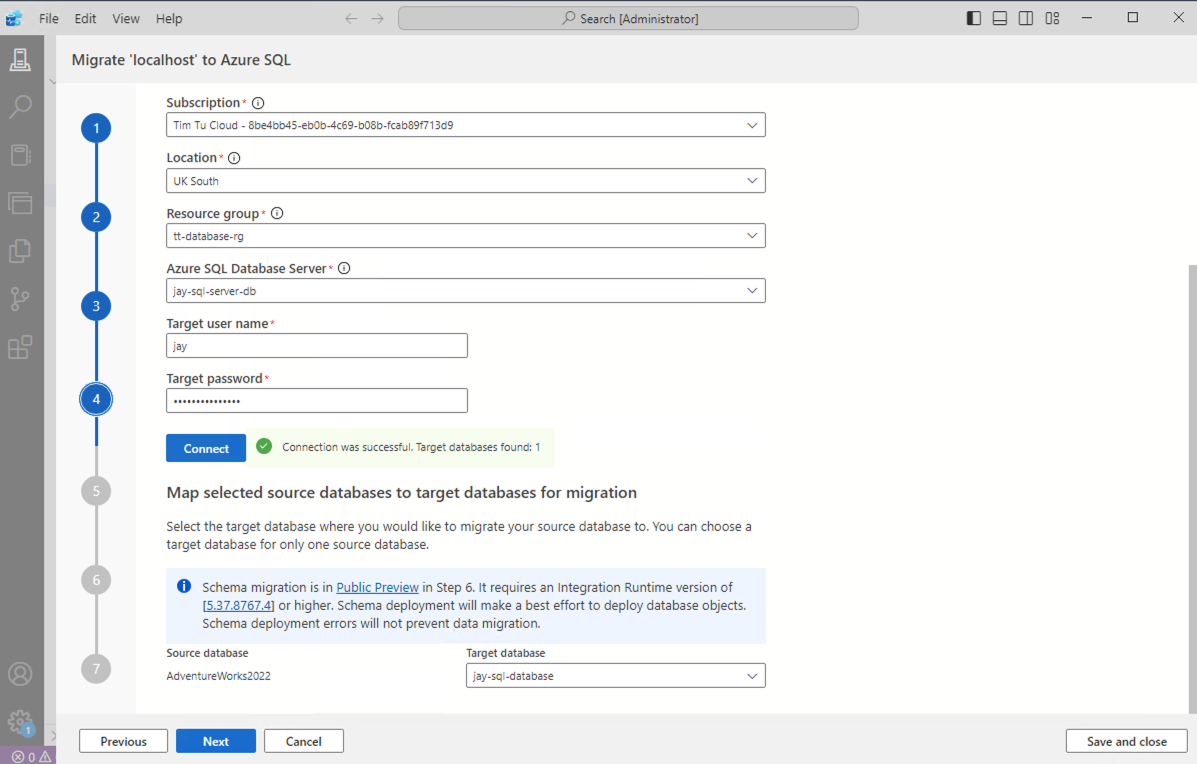 File Edit View Help
Search [Administrator]
Migrate 'localhost' to Azure SQL
1
2
3
4
5
6
7
Subscription*
Tim Tu Cloud - 8be4bb45-eb0b-4c69-b08b-fcab89f713d9
Location*
UK South
Resource group*
tt-database-rg
Azure SQL Database Server*
jay-sql-server-db
Target user name*
jay
Target password*
•••••••••••••••
Connect
Connection was successful. Target databases found: 1
Map selected source databases to target databases for migration
Select the target database where you would like to migrate your source database to. You can choose a
target database for only one source database.
Schema migration is in Public Preview in Step 6. It requires an Integration Runtime version of
[5.37.8767.4] or higher. Schema deployment will make a best effort to deploy database objects.
Schema deployment errors will not prevent data migration.
Source database Target database
AdventureWorks2022 jay-sql-database
1
0
Previous Next Cancel Save and close